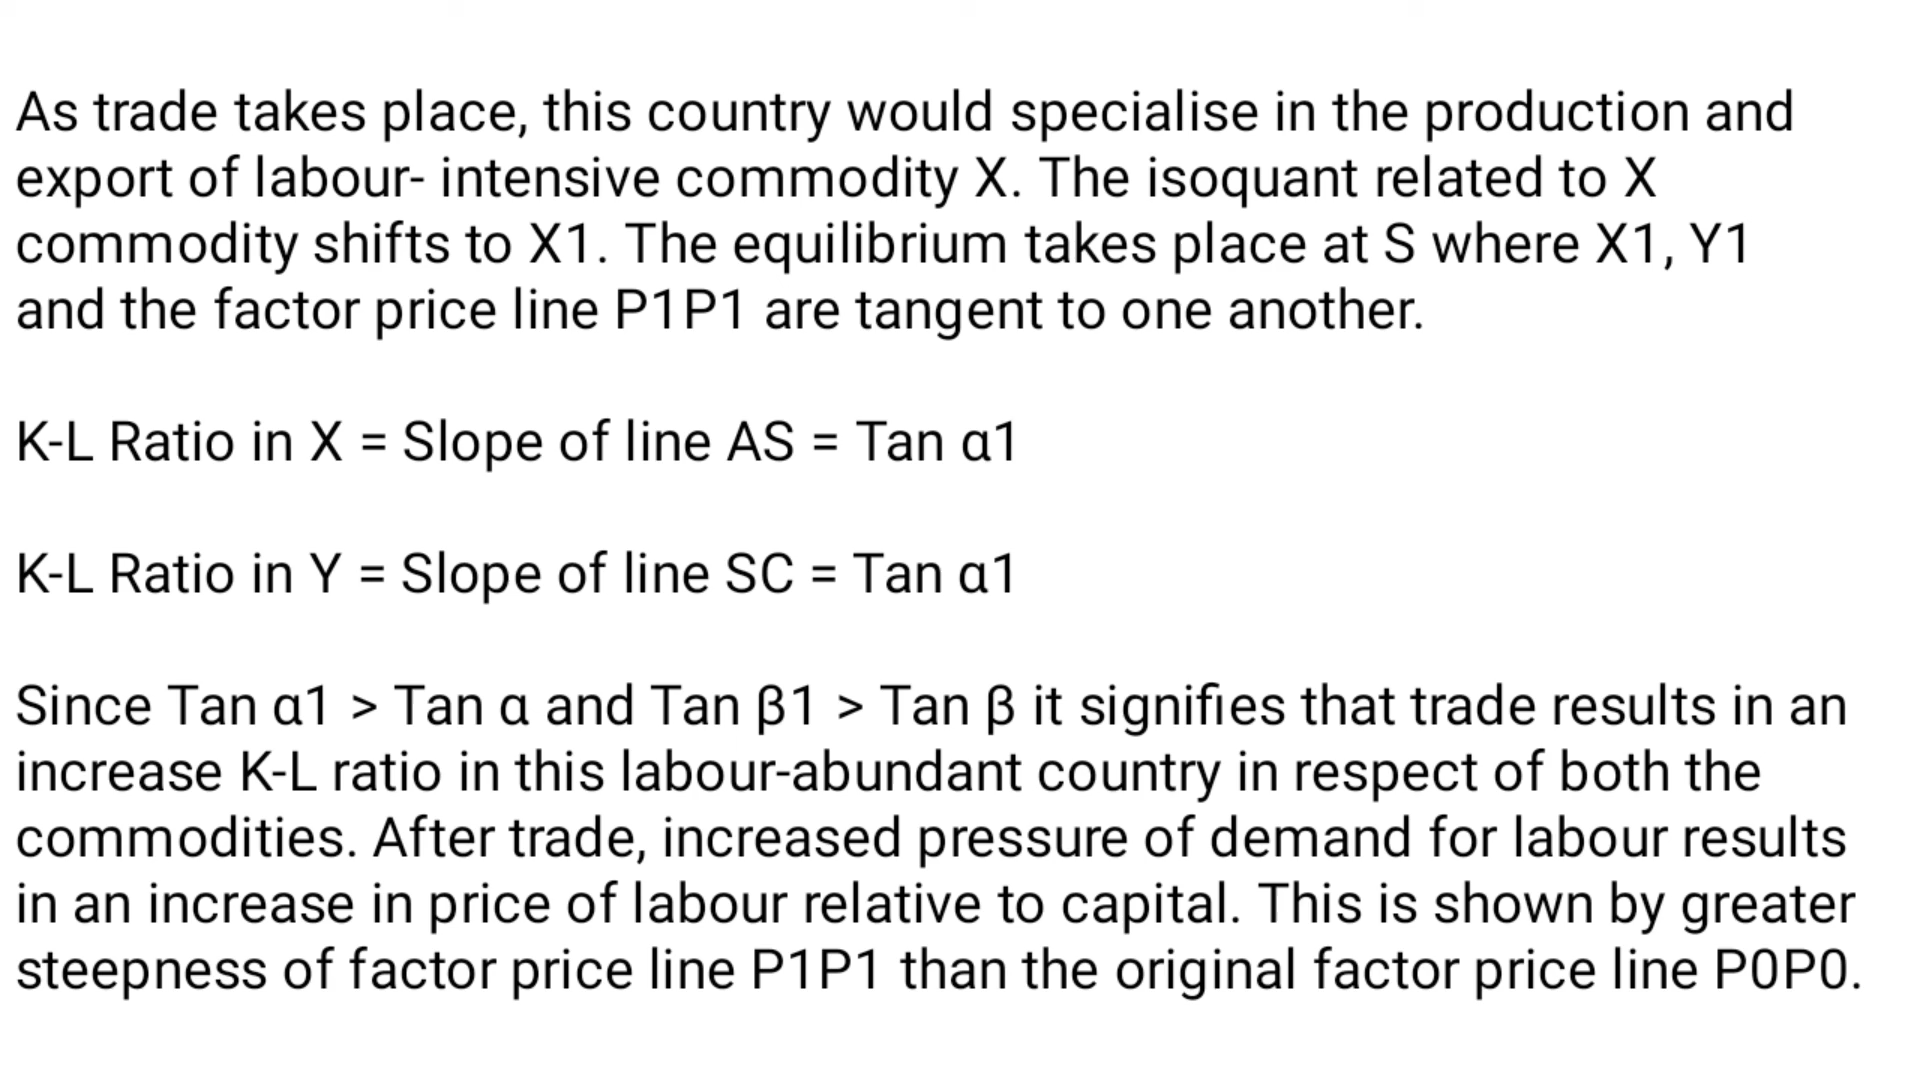 As trade takes place, this country would specialise in the production and
export of labour- intensive commodity X. The isoquant related to X
commodity shifts to X1. The equilibrium takes place at S where X1, Y1
and the factor price line P1P1 are tangent to one another.
K-L Ratio in X = Slope of line AS = Tan α1
K-L Ratio in Y = Slope of line SC = Tan α1
Since Tan α1 > Tan α and Tan β1 > Tan β it signifies that trade results in an
increase K-L ratio in this labour-abundant country in respect of both the
commodities. After trade, increased pressure of demand for labour results
in an increase in price of labour relative to capital. This is shown by greater
steepness of factor price line P1P1 than the original factor price line P0P0.